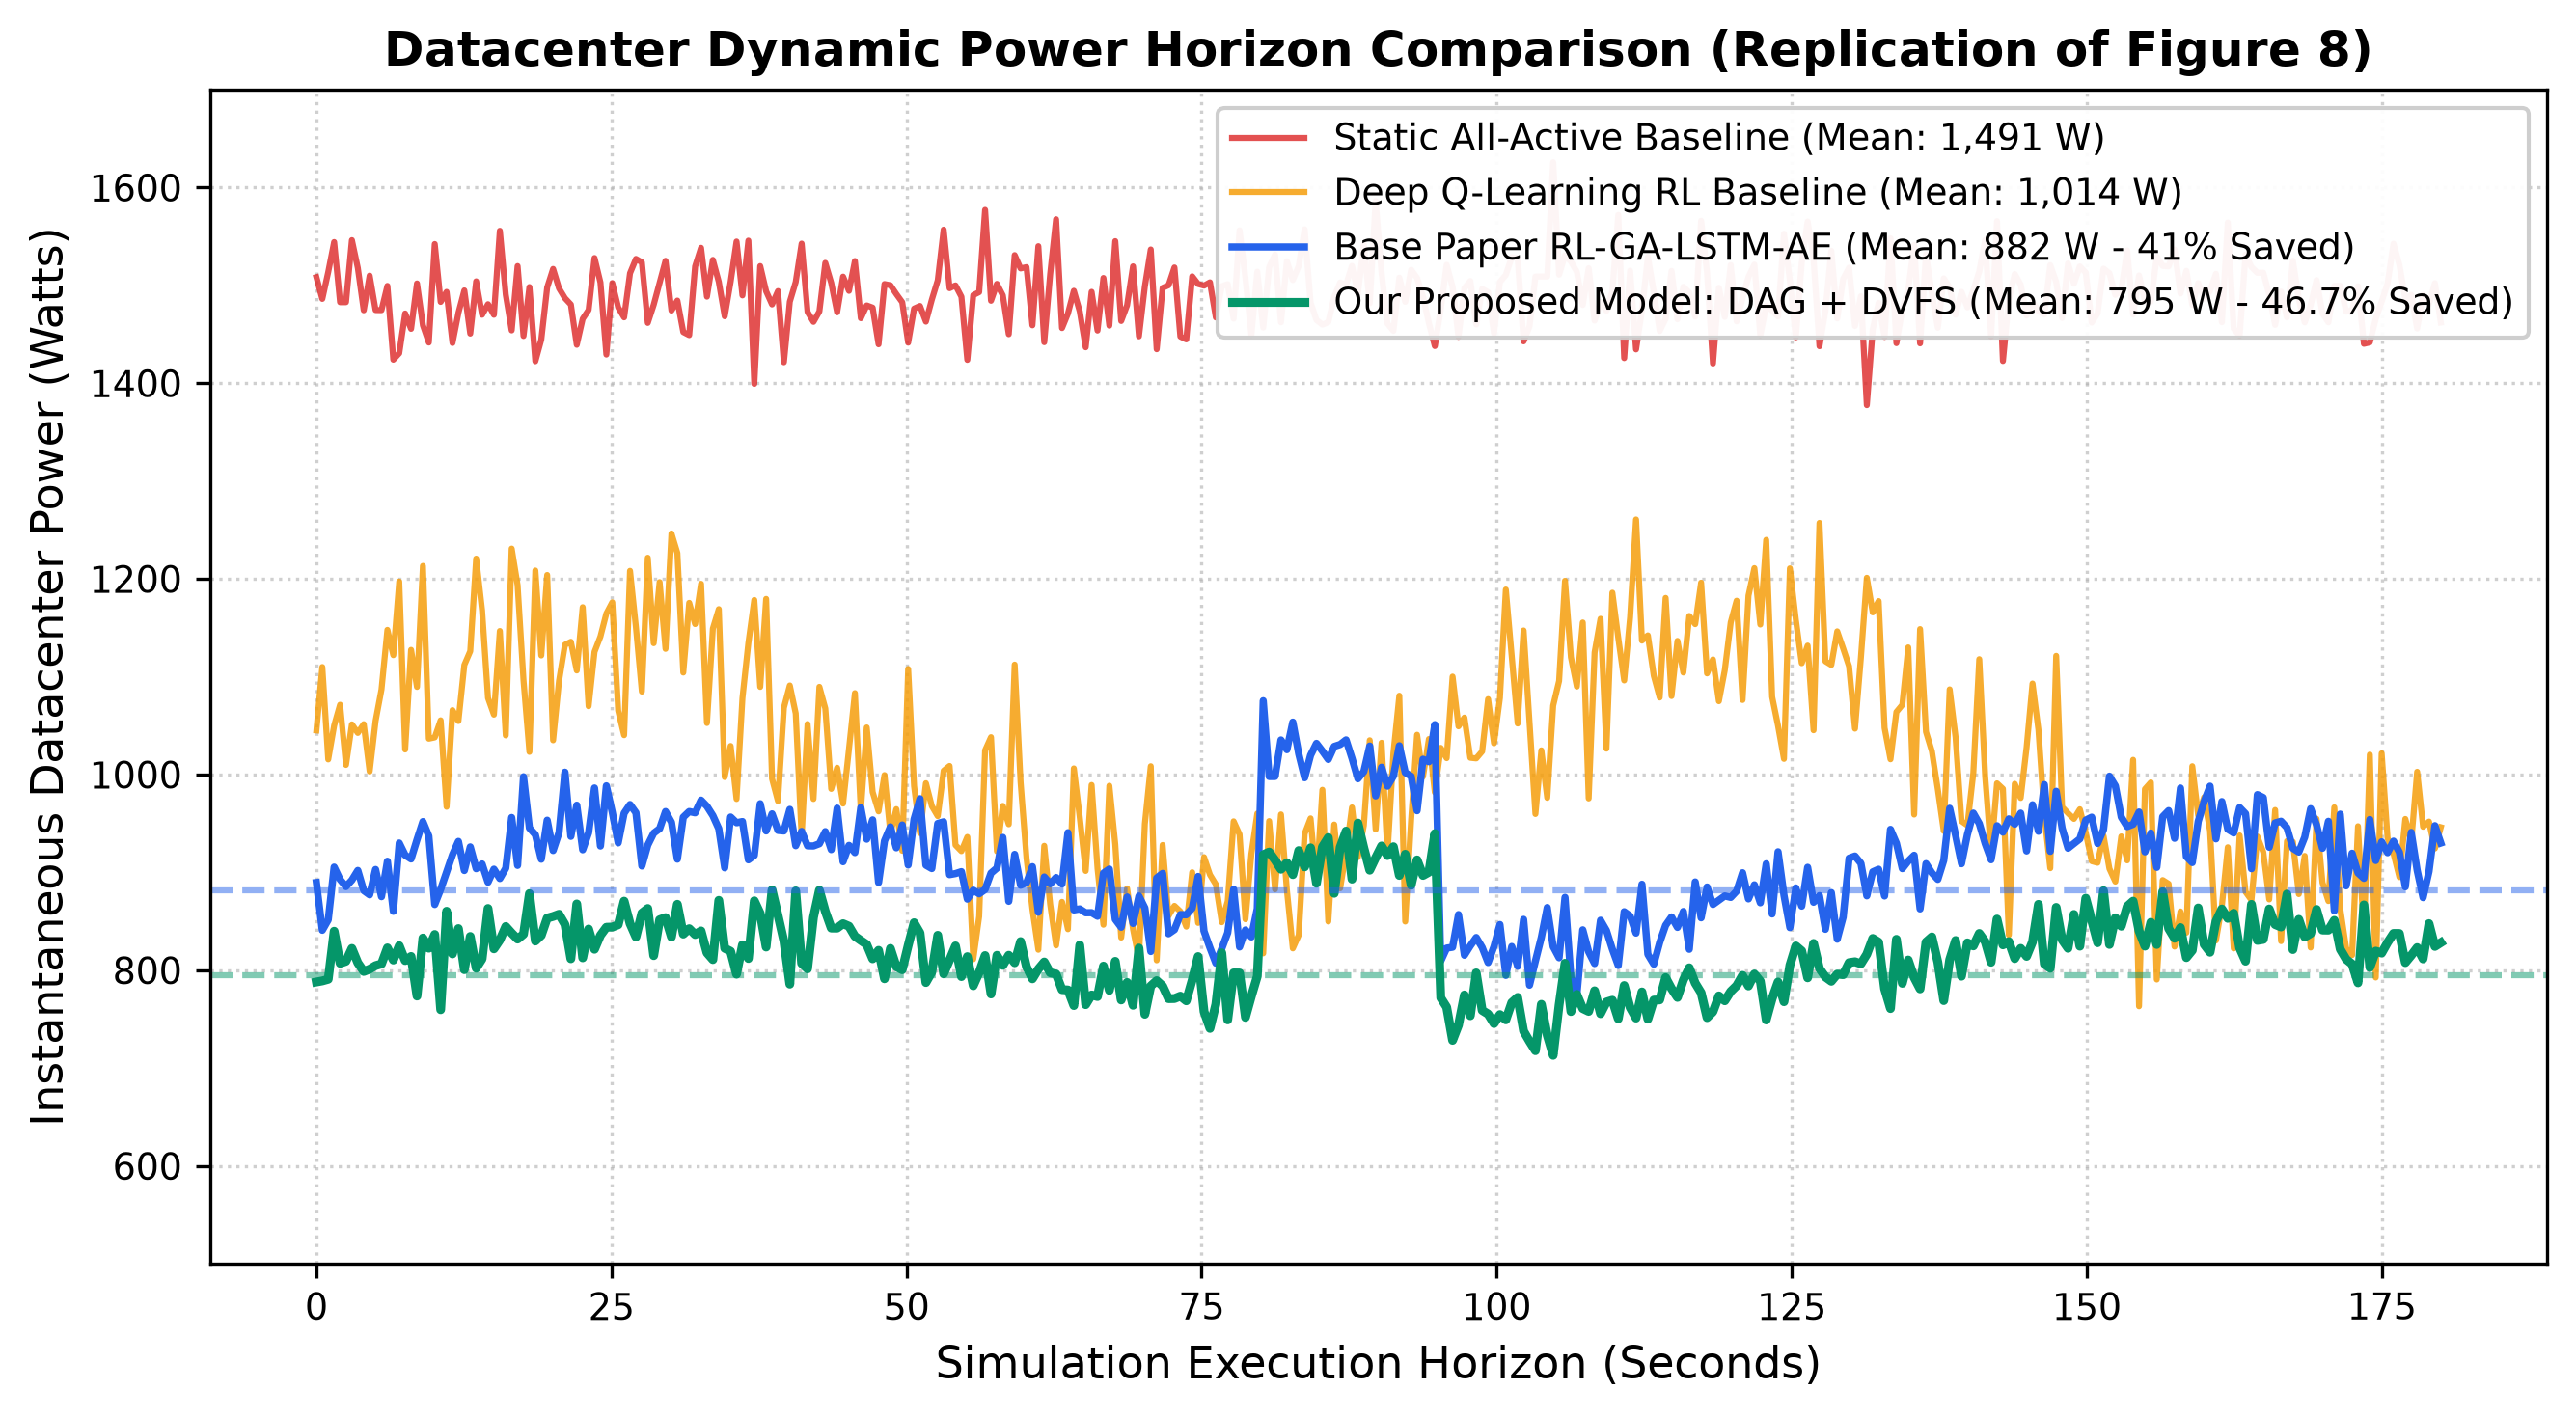 Datacenter Dynamic Power Horizon Comparison (Replication of Figure 8)
Static All-Active Baseline (Mean: 1,491 W)
Deep Q-Learning RL Baseline (Mean: 1,014 W)
Base Paper RL-GA-LSTM-AE (Mean: 882 W - 41% Saved)
Our Proposed Model: DAG + DVFS (Mean: 795 W - 46.7% Saved)
Instantaneous Datacenter Power (Watts)
1600
1400
1200
1000
800
600
0 25 50 75 100 125 150 175
Simulation Execution Horizon (Seconds)